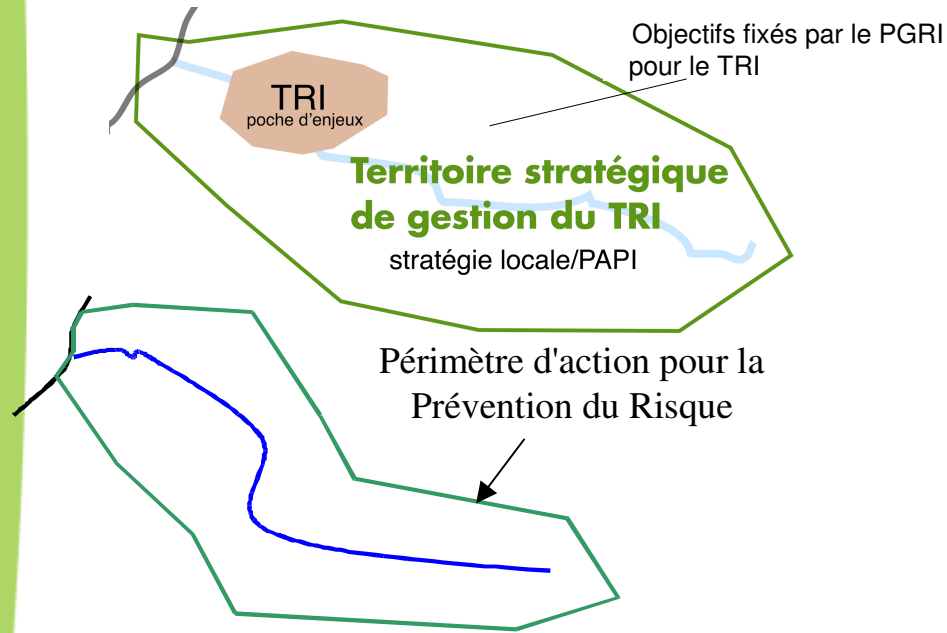 Objectifs fixés par le PGRI
pour le TRI
TRI
poche d'enjeux
Territoire stratégique
de gestion du TRI
stratégie locale/PAPI
Périmètre d'action pour la
Prévention du Risque